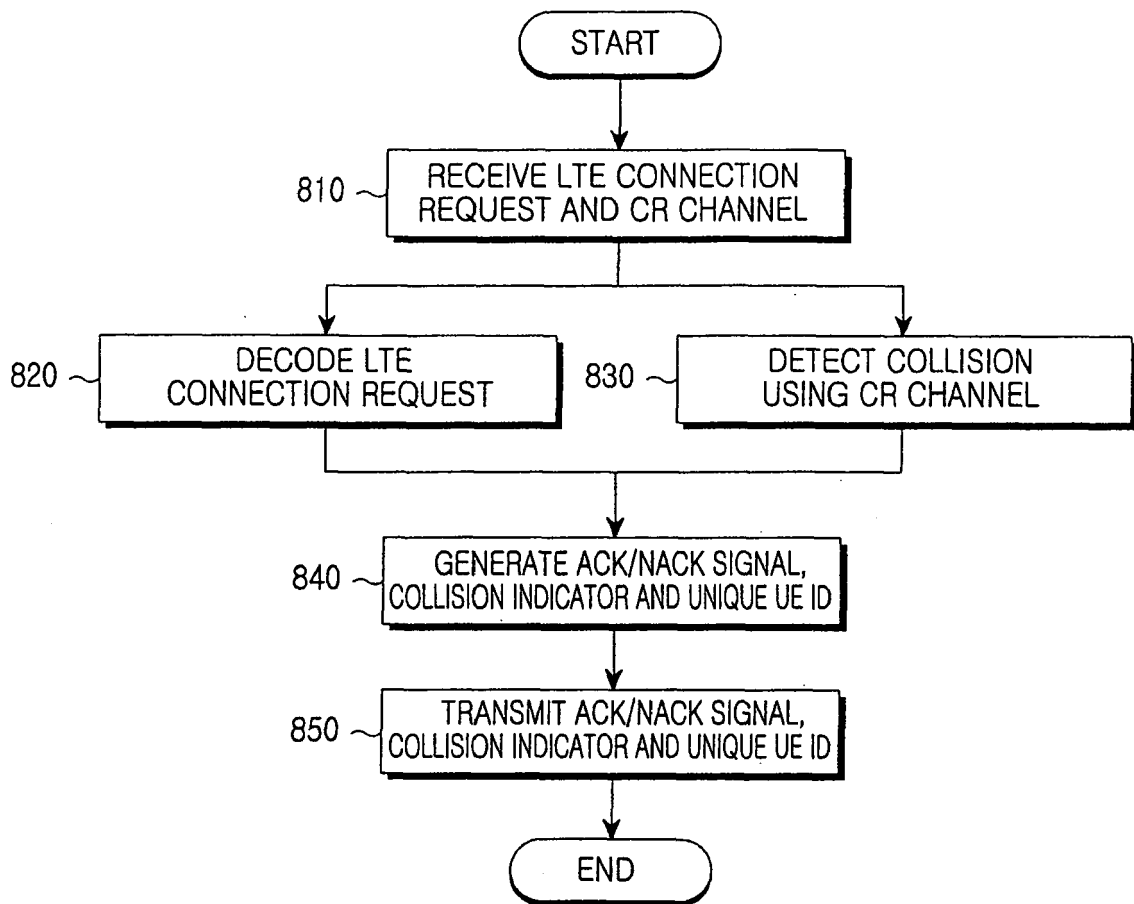 START
810
RECEIVE LTE CONNECTION
REQUEST AND CR CHANNEL
820
DECODE LTE
CONNECTION REQUEST
830
DETECT COLLISION
USING CR CHANNEL
840
GENERATE ACK/NACK SIGNAL,
COLLISION INDICATOR AND UNIQUE UE ID
850
TRANSMIT ACK/NACK SIGNAL,
COLLISION INDICATOR AND UNIQUE UE ID
END